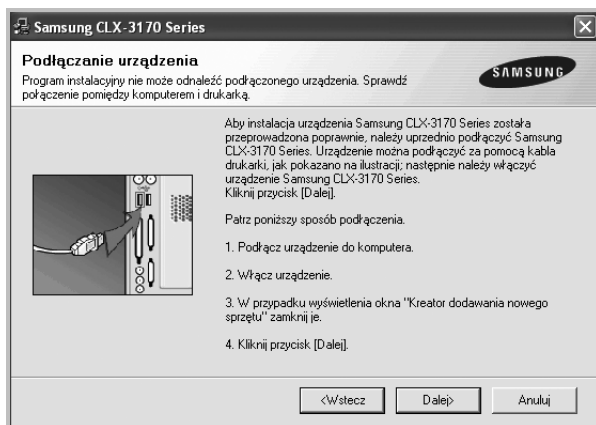 Samsung CLX-3170 Series
Podłączanie urządzenia
Program instalacyjny nie może odnaleźć podłączonego urządzenia. Sprawdź
połączenie pomiędzy komputerem i drukarką.
SAMSUNG
Aby instalacja urządzenia Samsung CLX-3170 Series została
przeprowadzona poprawnie, należy uprzednio podłączyć Samsung
CLX-3170 Series. Urządzenie można podłączyć za pomocą kabla
drukarki, jak pokazano na ilustracji; następnie należy włączyć
urządzenie Samsung CLX-3170 Series.
Kliknij przycisk [Dalej].
Patrz poniższy sposób podłączenia.
1. Podłącz urządzenie do komputera.
2. Włącz urządzenie.
3. W przypadku wyświetlenia okna "Kreator dodawania nowego
sprzętu" zamknij je.
4. Kliknij przycisk [Dalej].
<Wstecz
Dalej>
Anuluj